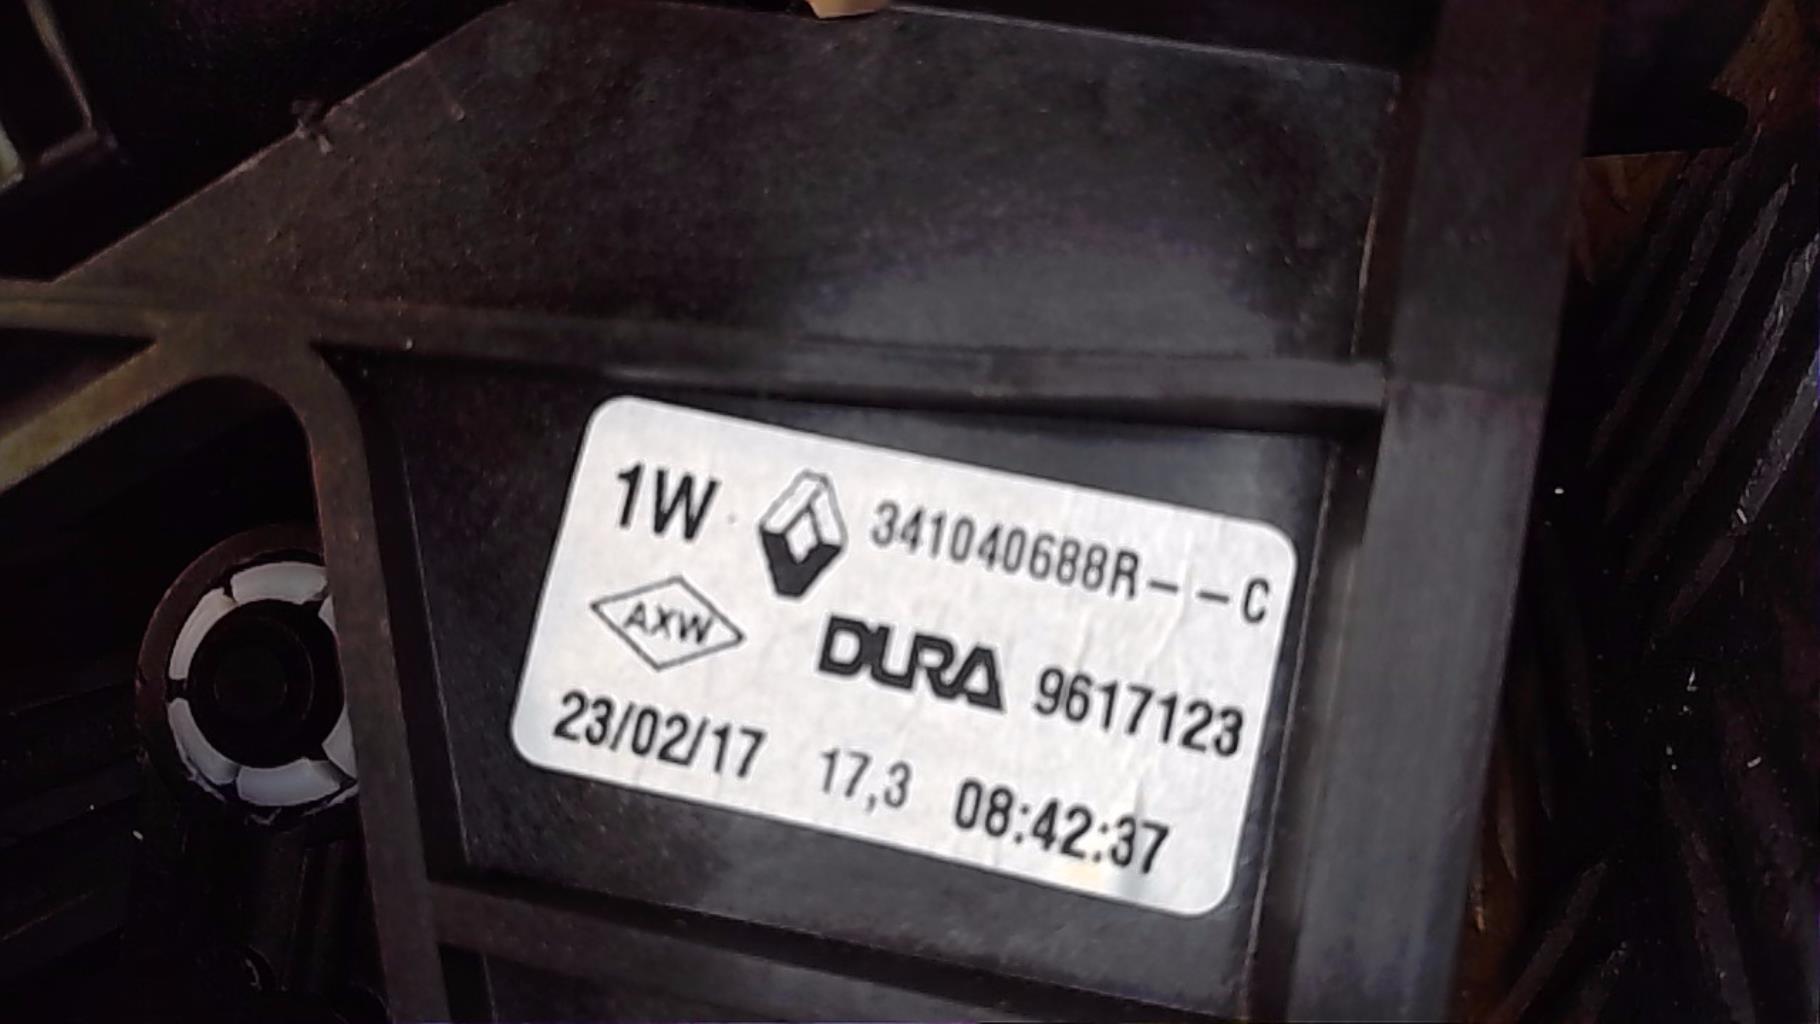 1W 341040688R--C
AXW DURA 9617123
23/02/17 17,3 08:42:37